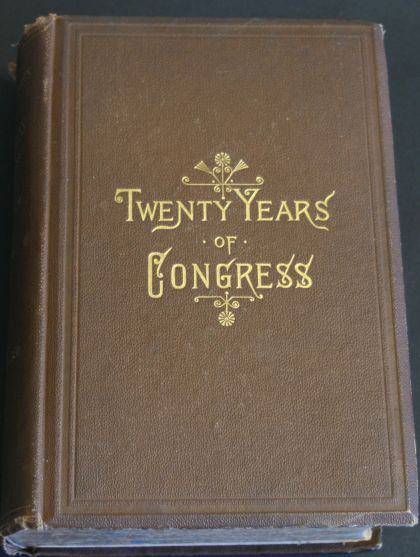 TWENTY YEARS
· OF ·
CONGRESS